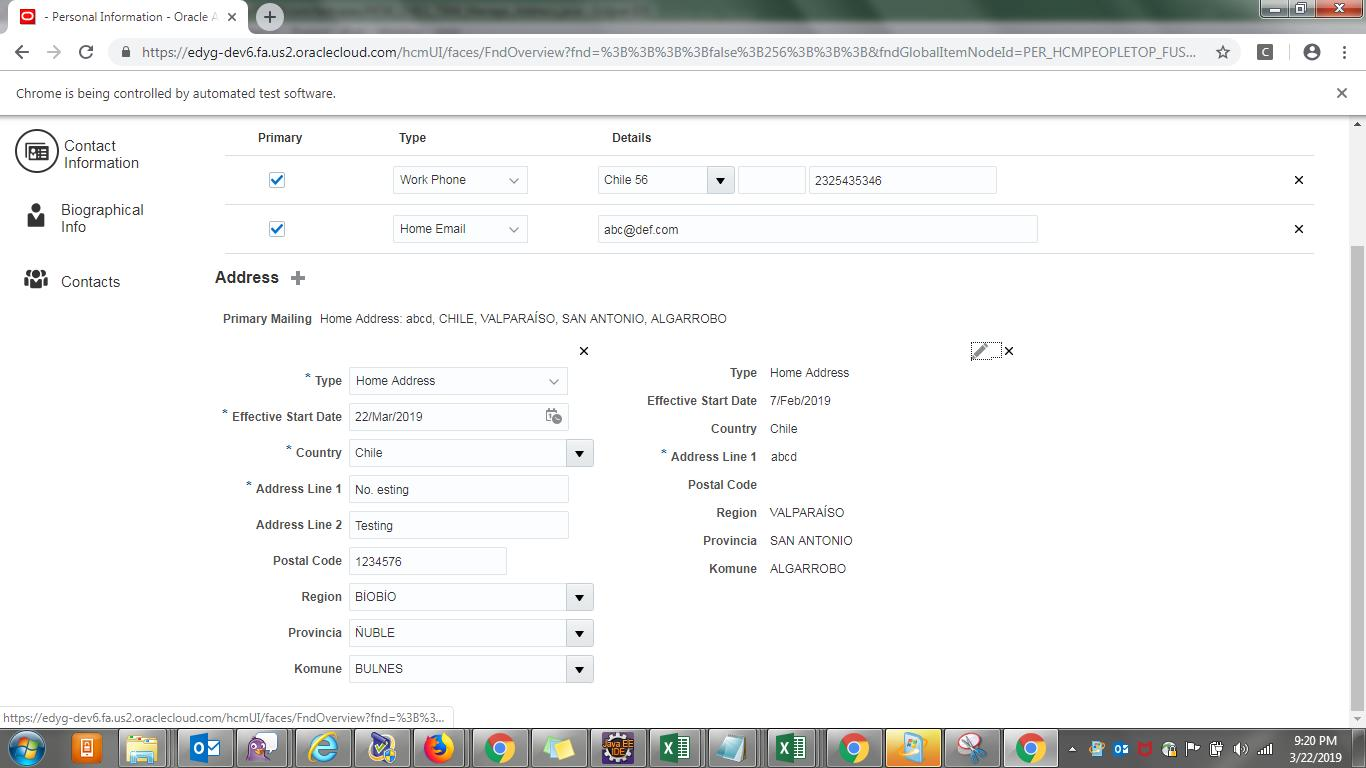 - Personal Information - Oracle A
https://edyg-dev6.fa.us2.oraclecloud.com/hcmUI/faces/FndOverview?fnd=%3B%3B%3B%3Bfalse%3B256%3B%3B%3B&fndGlobalItemNodeId=PER_HCMPEOPLETOP_FUS...
Chrome is being controlled by automated test software.
Contact
Information
Biographical
Info
Contacts
Primary Type Details
Work Phone Chile 56 2325435346
Home Email abc@def.com
Address
Primary Mailing Home Address: abcd, CHILE, VALPARAÍSO, SAN ANTONIO, ALGARROBO
* Type Home Address
* Effective Start Date 22/Mar/2019
* Country Chile
* Address Line 1 No. esting
Address Line 2 Testing
Postal Code 1234576
Region BÍOBÍO
Provincia ÑUBLE
Komune BULNES
Type Home Address
Effective Start Date 7/Feb/2019
Country Chile
* Address Line 1 abcd
Postal Code
Region VALPARAÍSO
Provincia SAN ANTONIO
Komune ALGARROBO
https://edyg-dev6.fa.us2.oraclecloud.com/hcmUI/faces/FndOverview?fnd=%3B%3...
Java EE
IDE
9:20 PM
3/22/2019